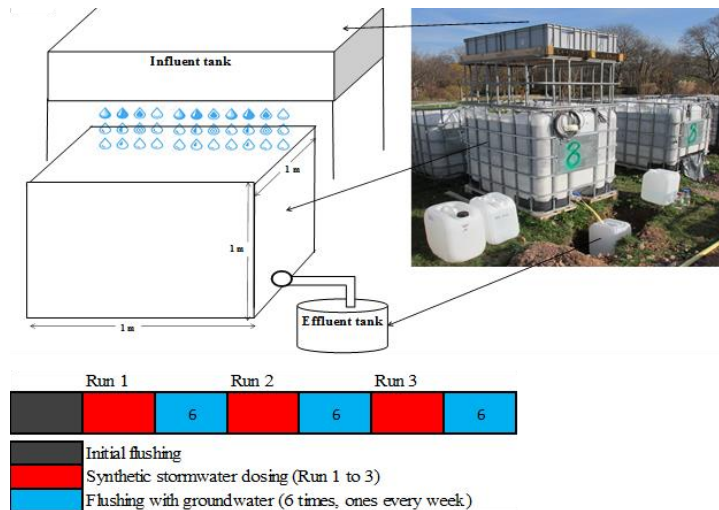 Influent tank
8
8
1 m
1 m
1 m
Effluent tank
Run 1 Run 2 Run 3
6 6 6
Initial flushing
Synthetic stormwater dosing (Run 1 to 3)
Flushing with groundwater (6 times, ones every week)